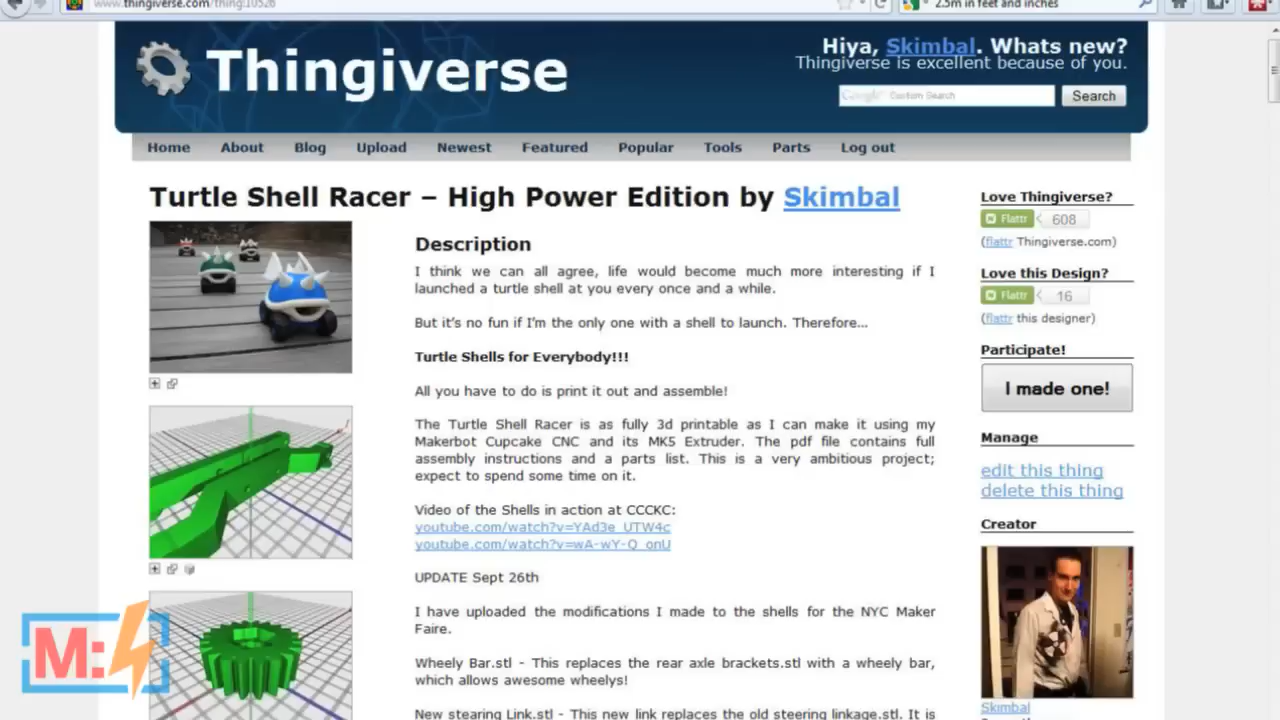 www.thingiverse.com/thing:10526
2.5m in feet and inches
Thingiverse
Hiya, Skimbal. Whats new?
Thingiverse is excellent because of you.
Google Custom Search
Search
Home About Blog Upload Newest Featured Popular Tools Parts Log out
Turtle Shell Racer – High Power Edition by Skimbal
Description
I think we can all agree, life would become much more interesting if I
launched a turtle shell at you every once and a while.
But it's no fun if I'm the only one with a shell to launch. Therefore...
Turtle Shells for Everybody!!!
All you have to do is print it out and assemble!
The Turtle Shell Racer is as fully 3d printable as I can make it using my
Makerbot Cupcake CNC and its MK5 Extruder. The pdf file contains full
assembly instructions and a parts list. This is a very ambitious project;
expect to spend some time on it.
Video of the Shells in action at CCCKC:
youtube.com/watch?v=YAd3e_UTW4c
youtube.com/watch?v=wA-wY-Q_onU
UPDATE Sept 26th
I have uploaded the modifications I made to the shells for the NYC Maker
Faire.
Wheely Bar.stl - This replaces the rear axle brackets.stl with a wheely bar,
which allows awesome wheelys!
New stearing Link.stl - This new link replaces the old steering linkage.stl. It is
Love Thingiverse?
Flattr 608
(flattr Thingiverse.com)
Love this Design?
Flattr 16
(flattr this designer)
Participate!
I made one!
Manage
edit this thing
delete this thing
Creator
Skimbal
M: